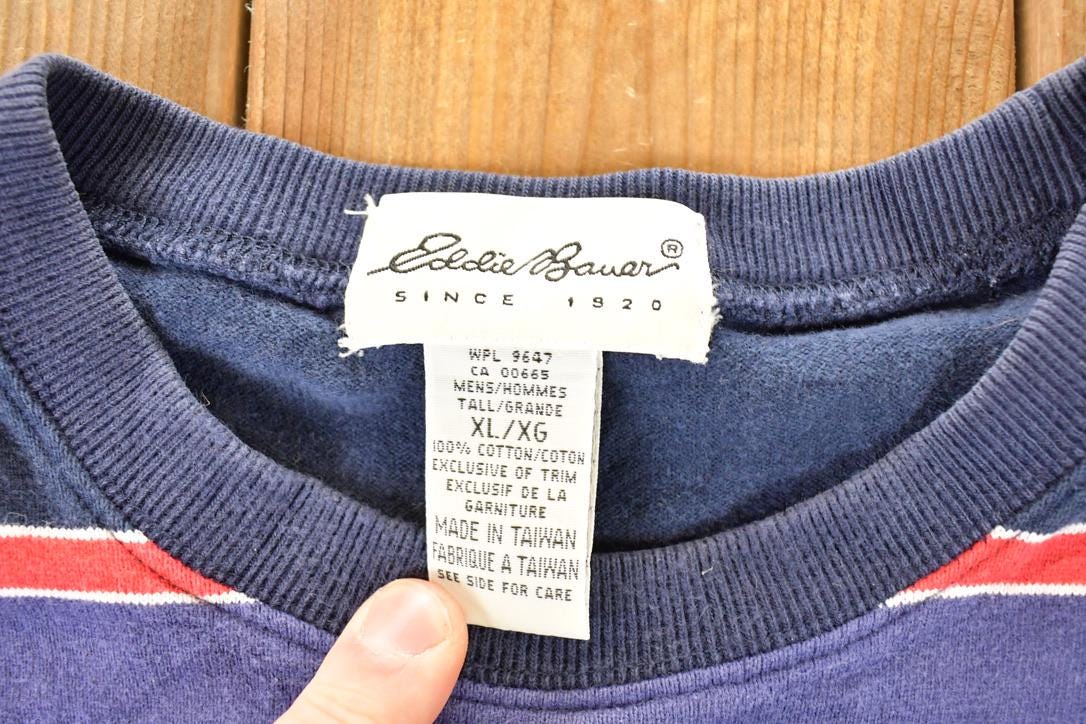 Eddie Bauer®
SINCE 1920
WPL 9647
CA 00665
MENS/HOMMES
TALL/GRANDE
XL/XG
100% COTTON/COTON
EXCLUSIVE OF TRIM
EXCLUSIF DE LA
GARNITURE
MADE IN TAIWAN
FABRIQUE A TAIWAN
SEE SIDE FOR CARE